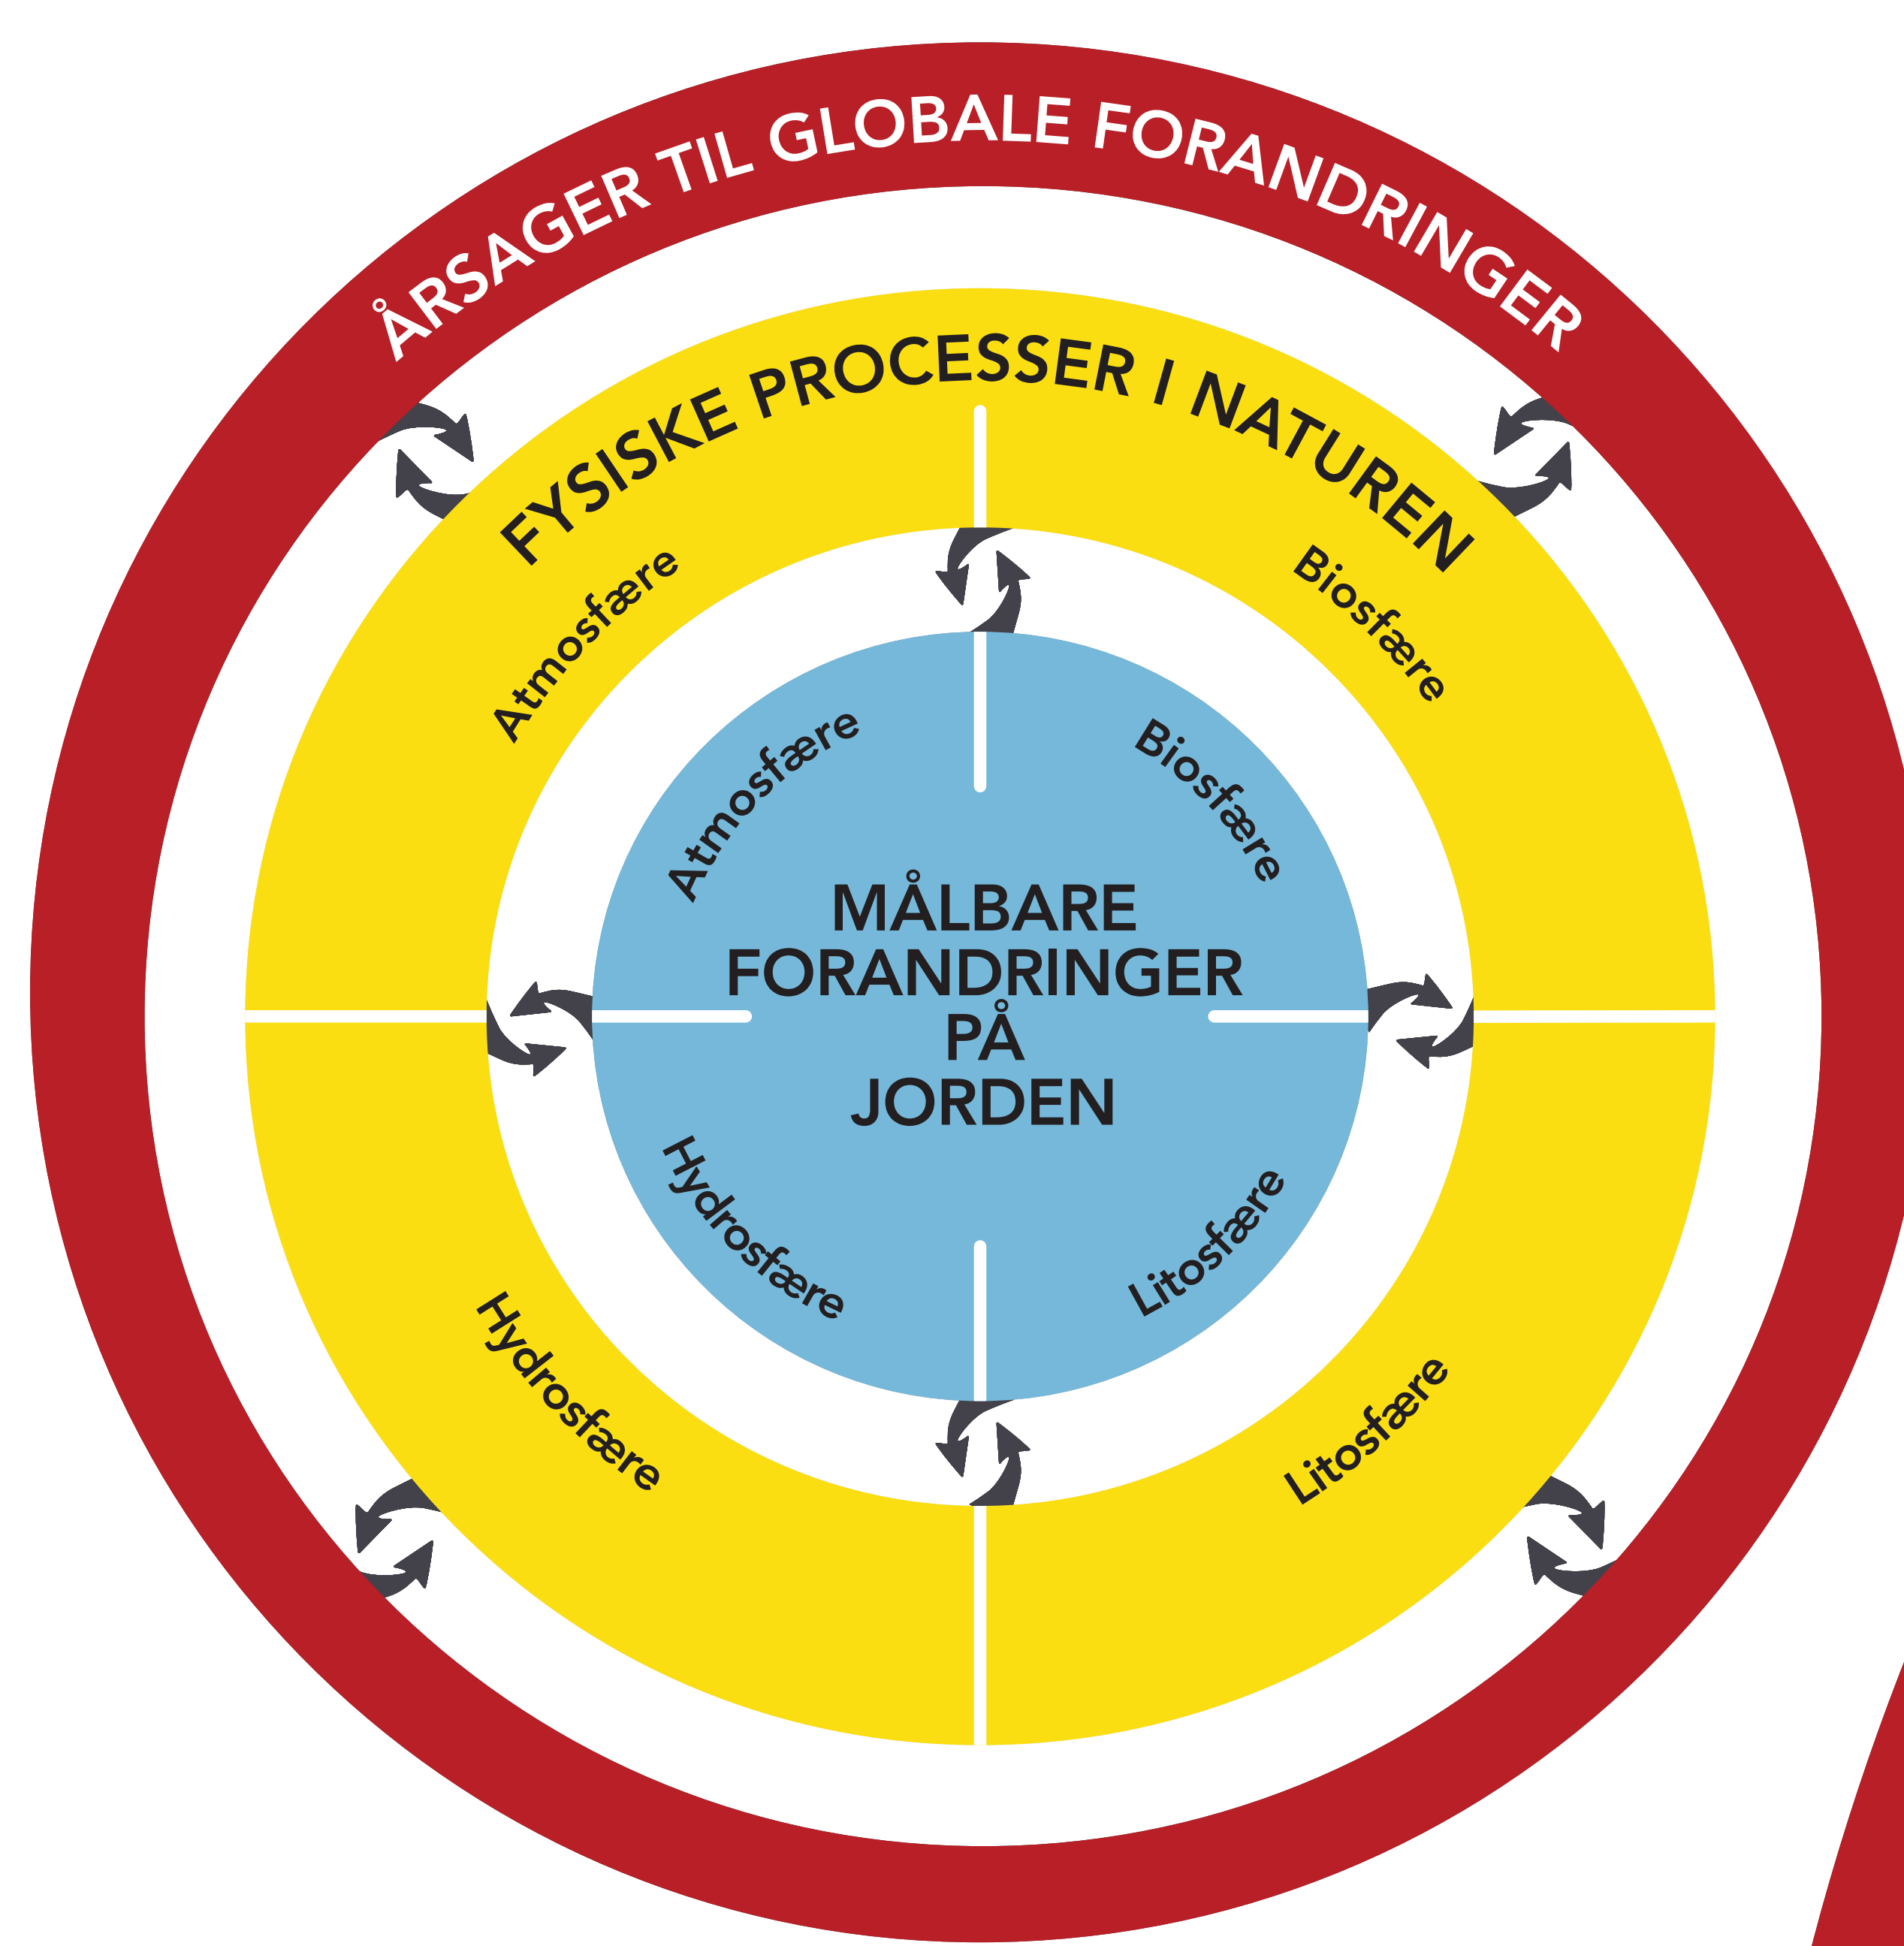 ÅRSAGER TIL GLOBALE FORANDRINGER
FYSISKE PROCESSER I NATUREN
Atmosfære
Biosfære
Atmosfære
Biosfære
MÅLBARE
FORANDRINGER
PÅ
JORDEN
Hydrosfære
Litosfære
Hydrosfære
Litosfære